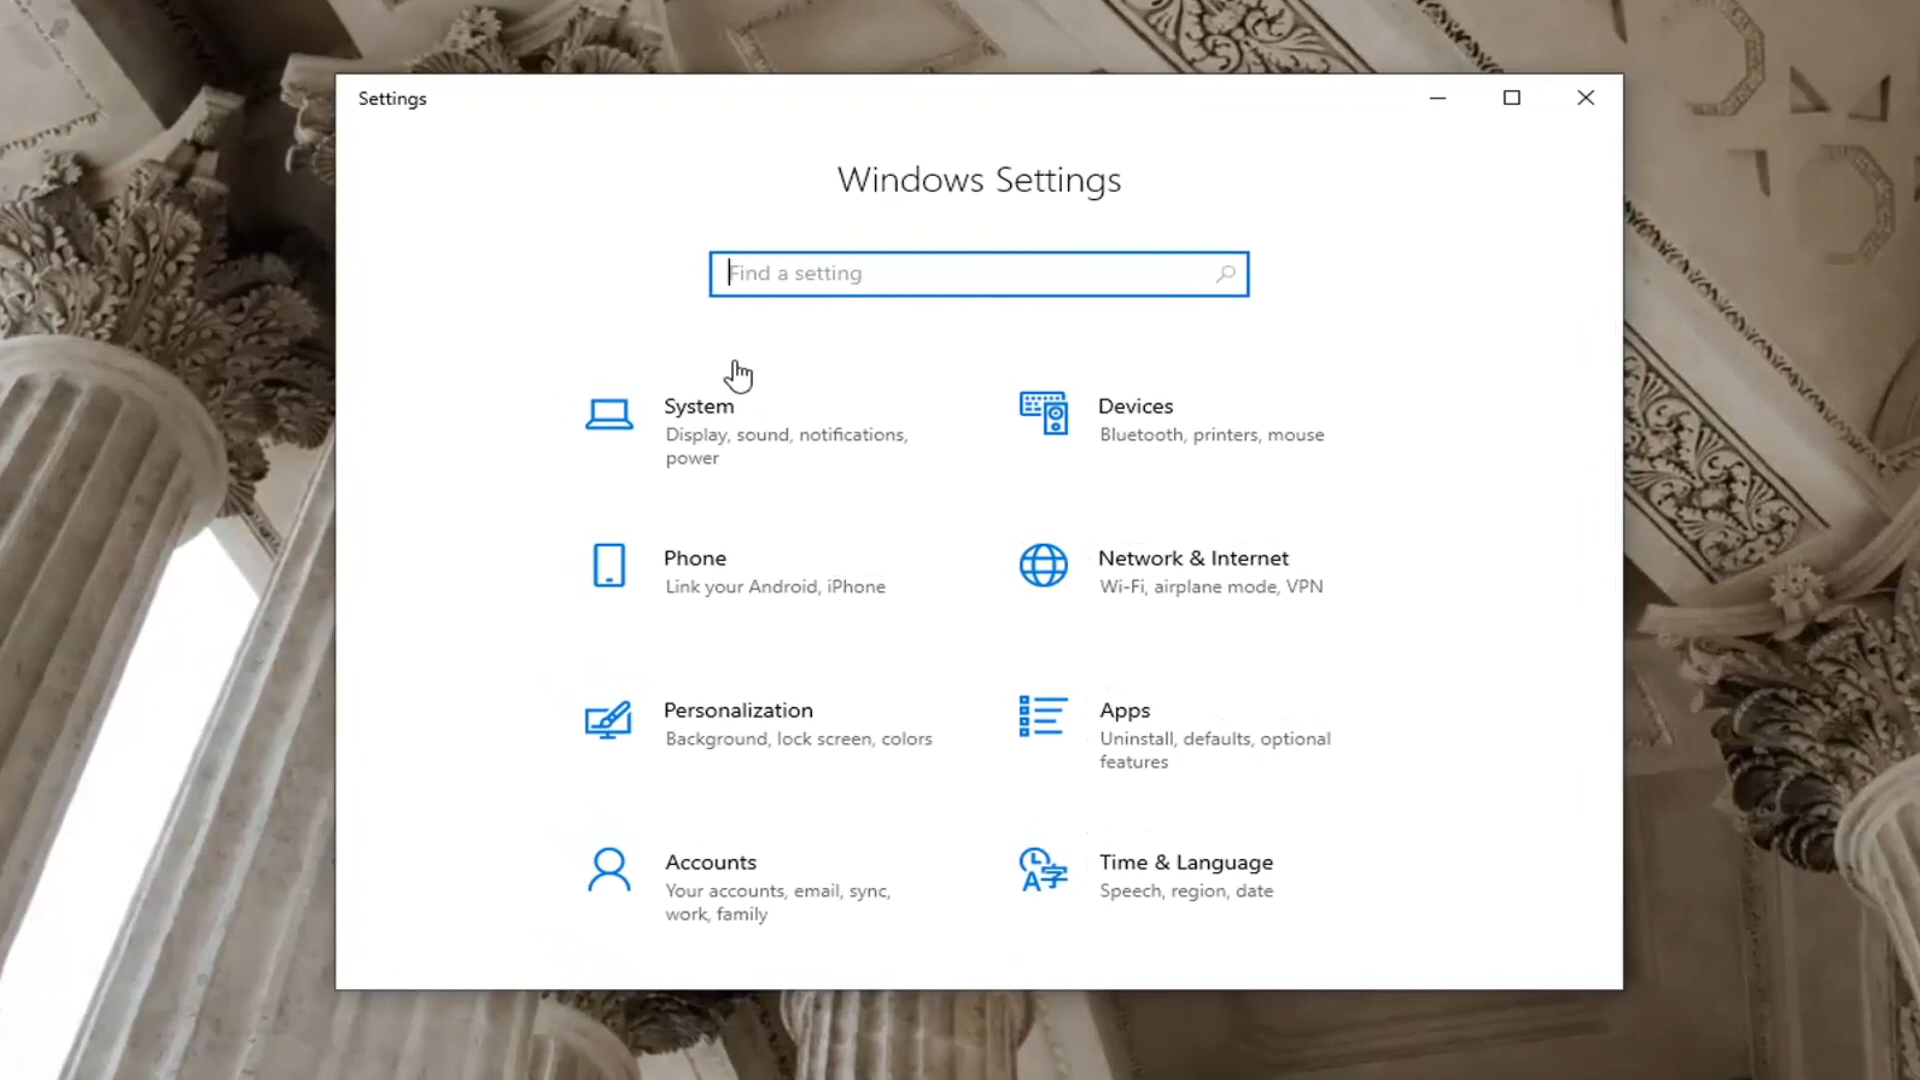 Settings
Windows Settings
Find a setting
System
Display, sound, notifications,
power
Devices
Bluetooth, printers, mouse
Phone
Link your Android, iPhone
Network & Internet
Wi-Fi, airplane mode, VPN
Personalization
Background, lock screen, colors
Apps
Uninstall, defaults, optional
features
Accounts
Your accounts, email, sync,
work, family
Time & Language
Speech, region, date